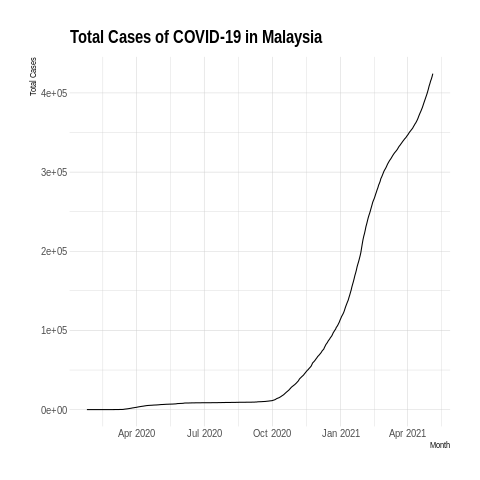 Total Cases of COVID-19 in Malaysia
Total Cases
4e+05
3e+05
2e+05
1e+05
0e+00
Apr 2020 Jul 2020 Oct 2020 Jan 2021 Apr 2021
Month